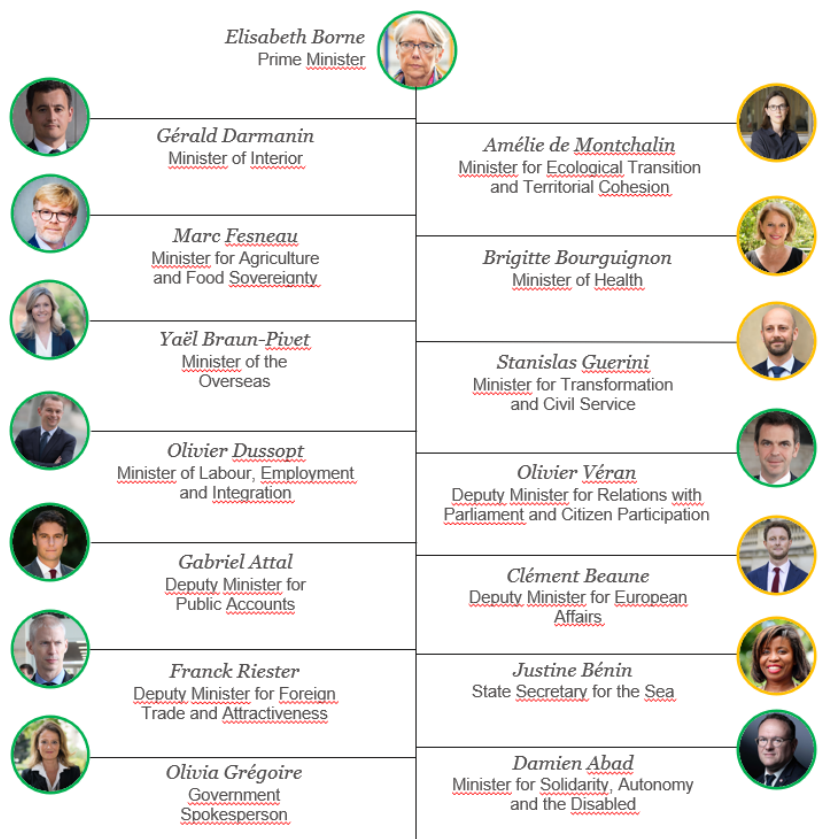 Elisabeth Borne
Prime Minister
Gérald Darmanin
Minister of Interior
Amélie de Montchalin
Minister for Ecological Transition
and Territorial Cohesion
Marc Fesneau
Minister for Agriculture
and Food Sovereignty
Brigitte Bourguignon
Minister of Health
Yaël Braun-Pivet
Minister of the
Overseas
Stanislas Guerini
Minister for Transformation
and Civil Service
Olivier Dussopt
Minister of Labour, Employment
and Integration
Olivier Véran
Deputy Minister for Relations with
Parliament and Citizen Participation
Gabriel Attal
Deputy Minister for
Public Accounts
Clément Beaune
Deputy Minister for European
Affairs
Franck Riester
Deputy Minister for Foreign
Trade and Attractiveness
Justine Bénin
State Secretary for the Sea
Olivia Grégoire
Government
Spokesperson
Damien Abad
Minister for Solidarity, Autonomy
and the Disabled